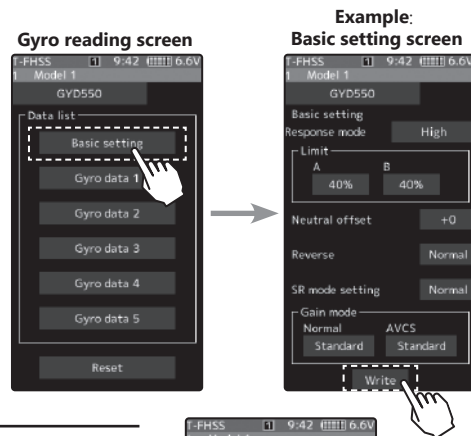 Gyro reading screen
T-FHSS 1 9:42 6.6V
1 Model 1
GYD550
Data list
Basic setting
Gyro data 1
Gyro data 2
Gyro data 3
Gyro data 4
Gyro data 5
Reset
Example:
Basic setting screen
T-FHSS 1 9:42 6.6V
1 Model 1
GYD550
Basic setting
Response mode High
Limit
A B
40% 40%
Neutral offset +0
Reverse Normal
SR mode setting Normal
Gain mode
Normal AVCS
Standard Standard
Write
T-FHSS 1 9:42 6.6V